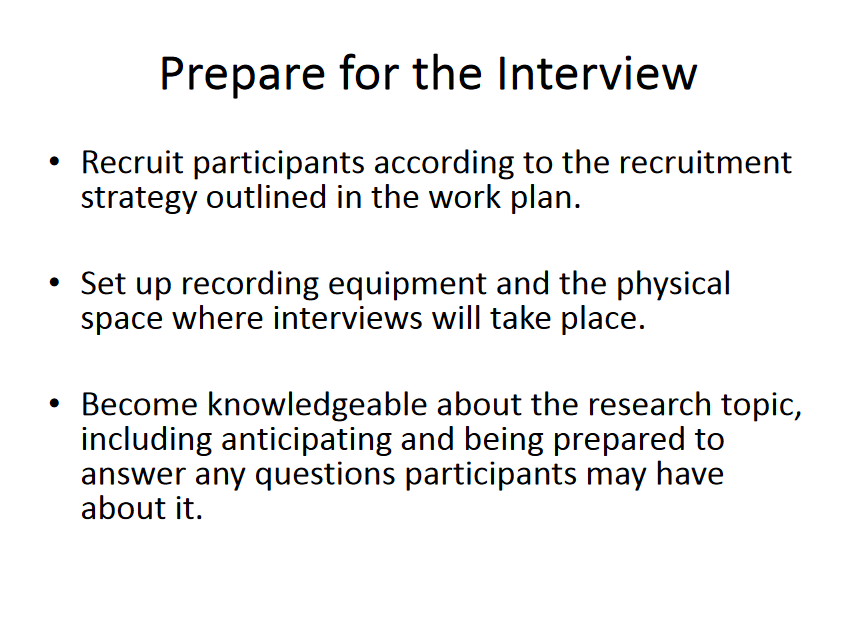 Prepare for the Interview
• Recruit participants according to the recruitment
strategy outlined in the work plan.
• Set up recording equipment and the physical
space where interviews will take place.
• Become knowledgeable about the research topic,
including anticipating and being prepared to
answer any questions participants may have
about it.